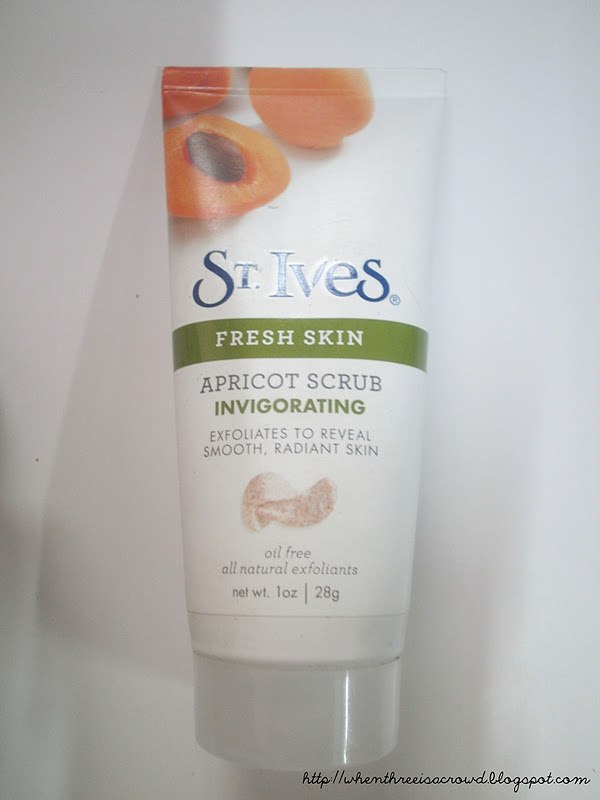 ST. IVES®
FRESH SKIN
APRICOT SCRUB
INVIGORATING
EXFOLIATES TO REVEAL
SMOOTH, RADIANT SKIN
oil free
all natural exfoliants
net wt. 1oz | 28g
http://whenthreeisacrowd.blogspot.com